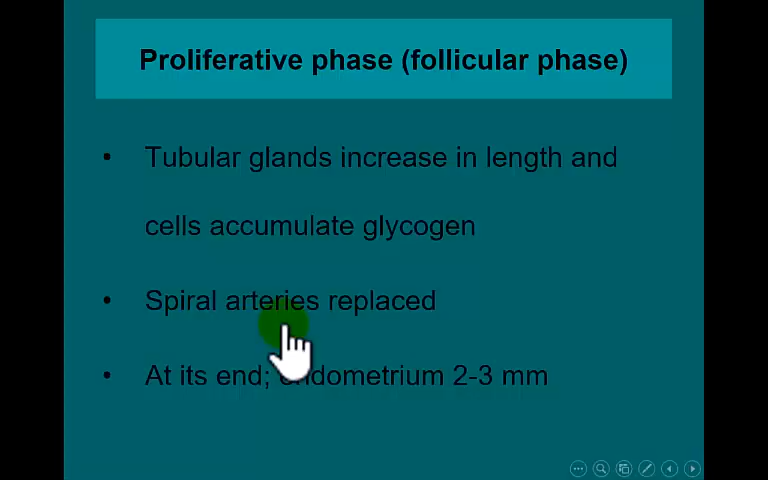 Proliferative phase (follicular phase)
• Tubular glands increase in length and
cells accumulate glycogen
• Spiral arteries replaced
• At its end; endometrium 2-3 mm